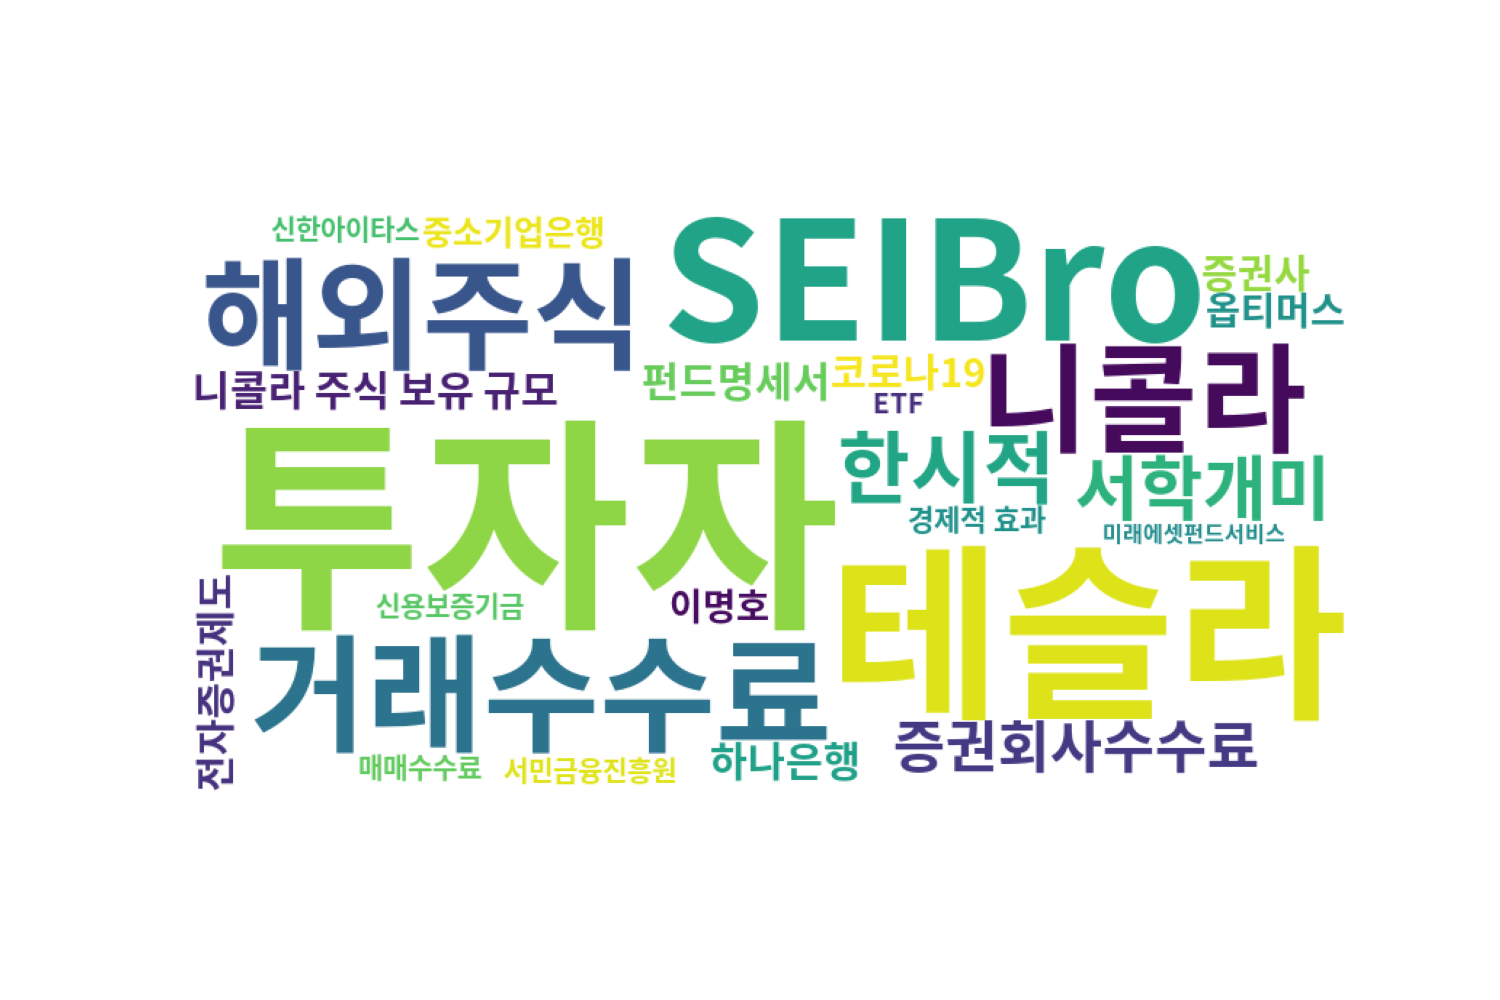 신한아이타스
중소기업은행
SEIBro
증권사
해외주식
옵티머스
니콜라 주식 보유 규모
펀드명세서
코로나19
니콜라
ETF
투자자
한시적
서학개미
경제적 효과
미래에셋펀드서비스
테슬라
전자증권제도
신용보증기금
이명호
거래수수료
증권회사수수료
매매수수료
서민금융진흥원
하나은행